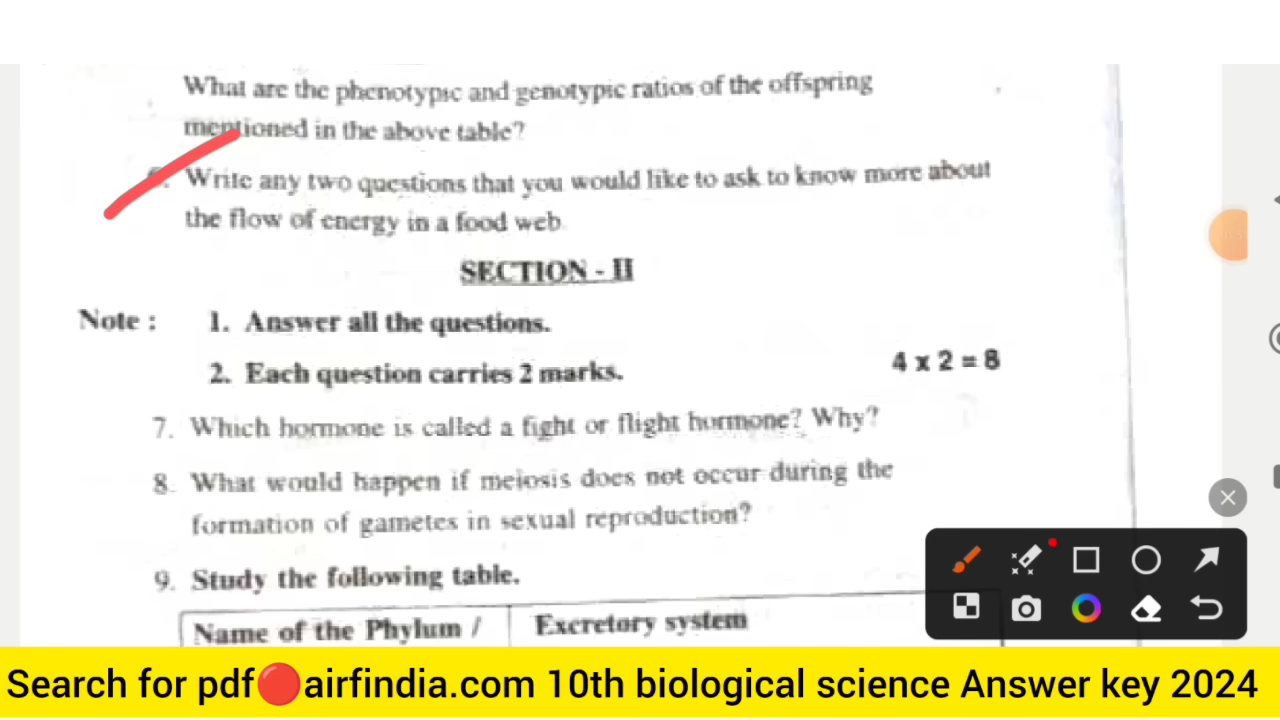 What are the phenotypic and genotypic ratios of the offspring
mentioned in the above table?
Write any two questions that you would like to ask to know more about
the flow of energy in a food web.
SECTION - II
Note : 1. Answer all the questions.
2. Each question carries 2 marks. 4 x 2 = 8
7. Which hormone is called a fight or flight hormone? Why?
8. What would happen if meiosis does not occur during the
formation of gametes in sexual reproduction?
9. Study the following table.
Name of the Phylum / Excretory system
Search for pdf🔴airfindia.com 10th biological science Answer key 2024